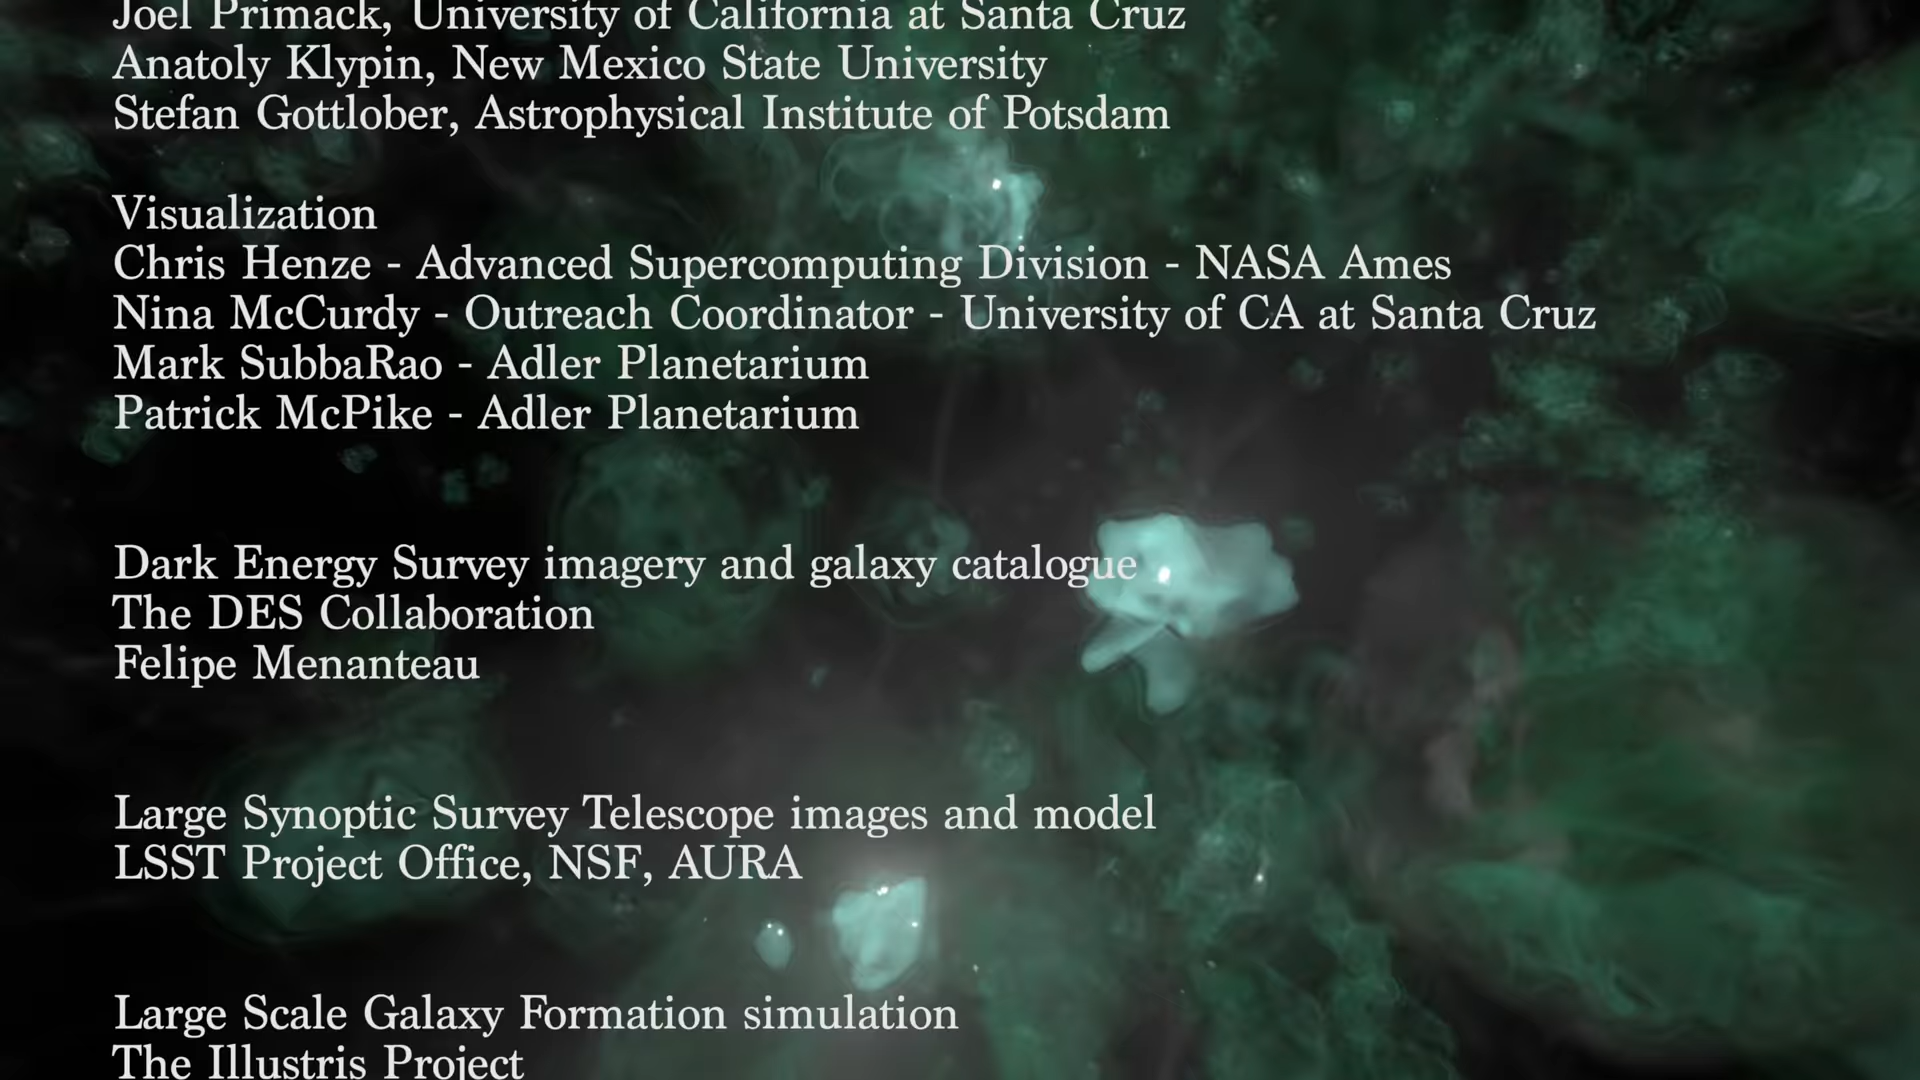 Joel Primack, University of California at Santa Cruz
Anatoly Klypin, New Mexico State University
Stefan Gottlober, Astrophysical Institute of Potsdam
Visualization
Chris Henze - Advanced Supercomputing Division - NASA Ames
Nina McCurdy - Outreach Coordinator - University of CA at Santa Cruz
Mark SubbaRao - Adler Planetarium
Patrick McPike - Adler Planetarium
Dark Energy Survey imagery and galaxy catalogue
The DES Collaboration
Felipe Menanteau
Large Synoptic Survey Telescope images and model
LSST Project Office, NSF, AURA
Large Scale Galaxy Formation simulation
The Illustris Project